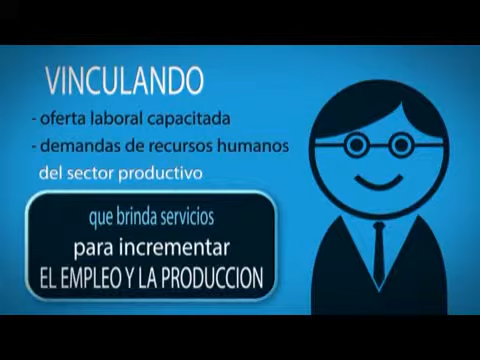 VINCULANDO
- oferta laboral capacitada
- demandas de recursos humanos
del sector productivo
que brinda servicios
para incrementar
EL EMPLEO Y LA PRODUCCION